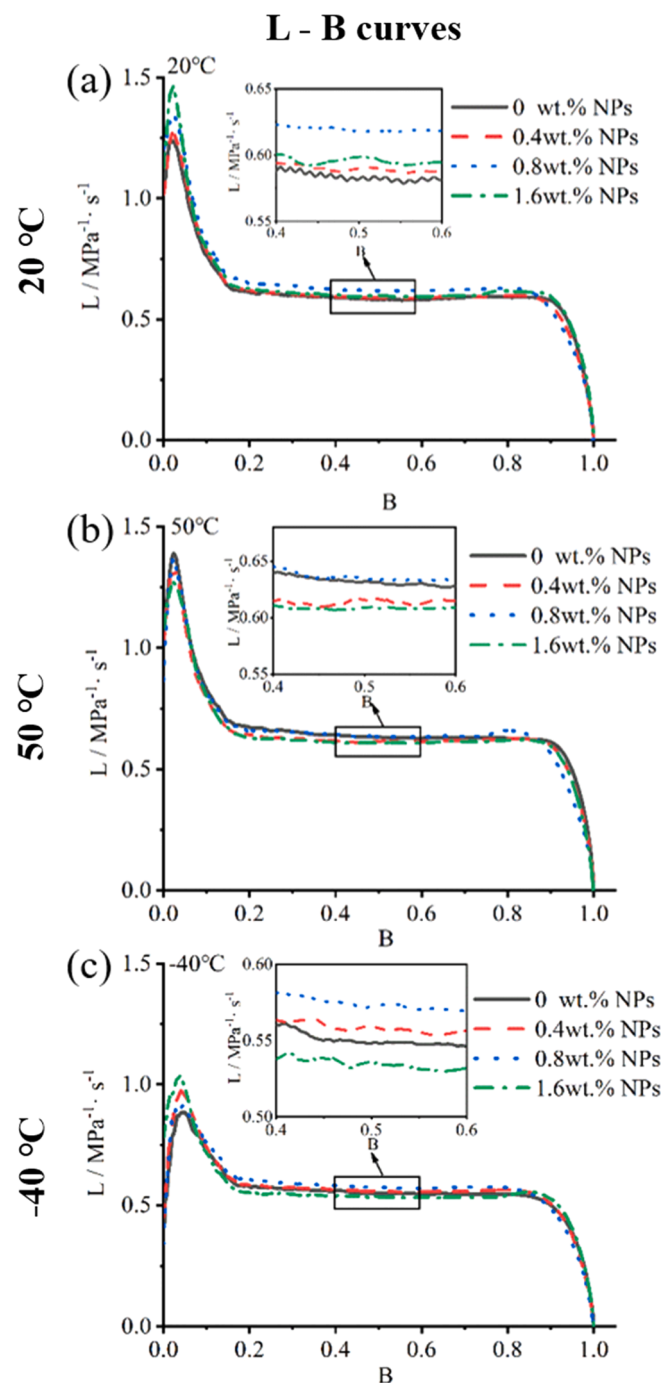 L - B curves
20 °C
(a)
20℃
L / MPa⁻¹· s⁻¹
1.5
1.0
0.5
0.0
0.0 0.2 0.4 0.6 0.8 1.0
B
L / MPa⁻¹· s⁻¹
0.65
0.60
0.55
0.4 0.5 0.6
B
0 wt.% NPs
0.4wt.% NPs
0.8wt.% NPs
1.6wt.% NPs
50 °C
(b)
50℃
L / MPa⁻¹· s⁻¹
1.5
1.0
0.5
0.0
0.0 0.2 0.4 0.6 0.8 1.0
B
L / MPa⁻¹· s⁻¹
0.65
0.60
0.55
0.4 0.5 0.6
B
0 wt.% NPs
0.4wt.% NPs
0.8wt.% NPs
1.6wt.% NPs
-40 °C
(c)
-40℃
L / MPa⁻¹· s⁻¹
1.5
1.0
0.5
0.0
0.0 0.2 0.4 0.6 0.8 1.0
B
L / MPa⁻¹· s⁻¹
0.60
0.55
0.50
0.4 0.5 0.6
B
0 wt.% NPs
0.4wt.% NPs
0.8wt.% NPs
1.6wt.% NPs